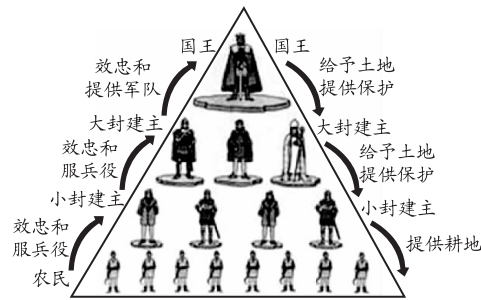 国王
效忠和
提供军队
大封建主
效忠和
服兵役
小封建主
效忠和
服兵役
农民
国王
给予土地
提供保护
大封建主
给予土地
提供保护
小封建主
提供耕地